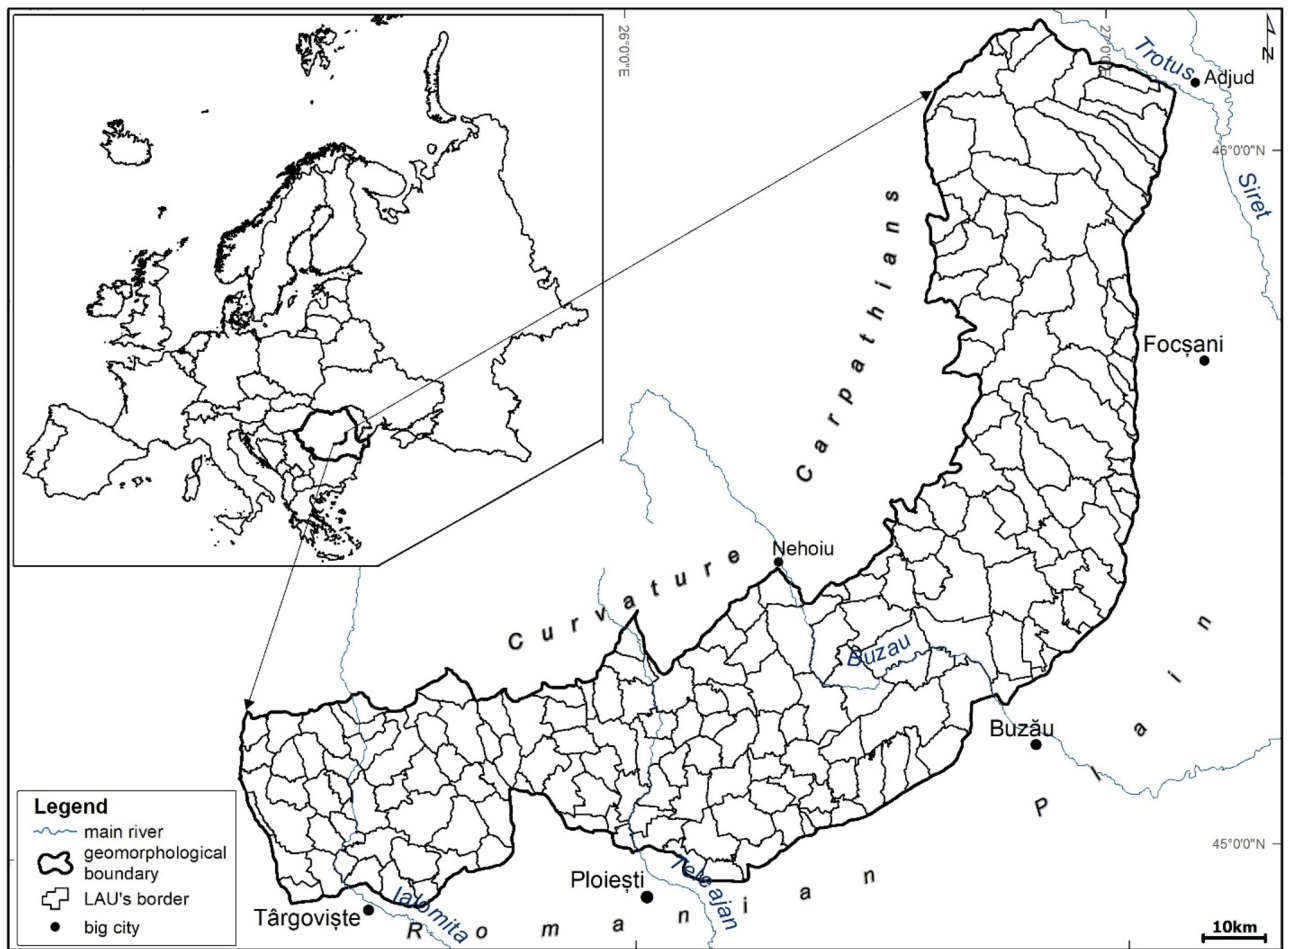 26°0'0"E
27°0'0"E
N
Trotus
Adjud
46°0'0"N
Siret
Carpathians
Focșani
Nehoiu
Curvature
Buzau
Buzău
Plain
Legend
main river
geomorphological
boundary
LAU's border
big city
45°0'0"N
Ploiești
Teleajan
Târgoviște
Ialomita
Romanian
10km